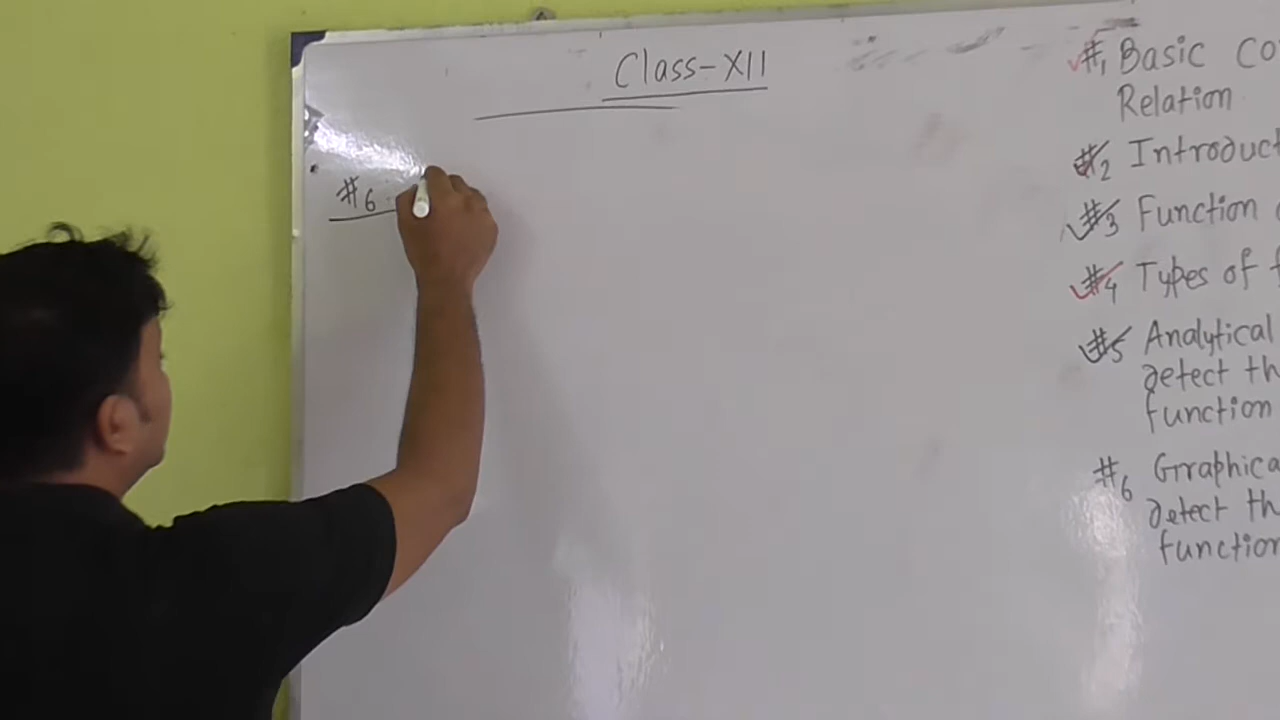 Class-XII
#6
#1 Basic Co
Relation
#2 Introduct
#3 Function
#4 Types of f
#5 Analytical
detect th
function
#6 Graphica
detect th
function